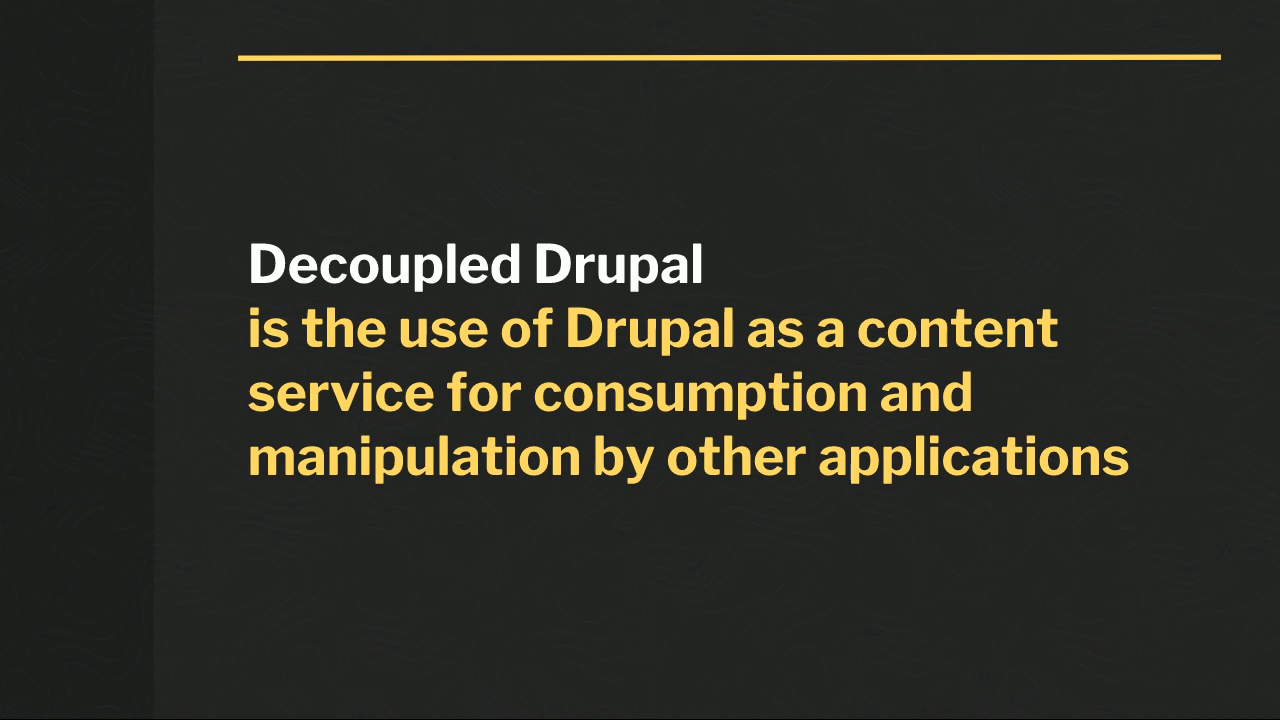 Decoupled Drupal
is the use of Drupal as a content
service for consumption and
manipulation by other applications